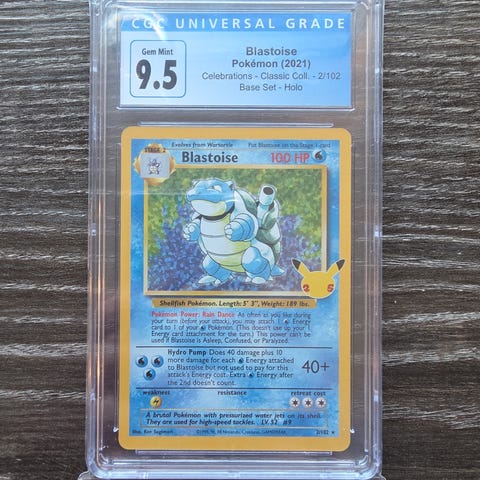 CGC UNIVERSAL GRADE
Gem Mint
9.5
Blastoise
Pokémon (2021)
Celebrations - Classic Coll. - 2/102
Base Set - Holo
STAGE 2
Evolves from Wartortle
Put Blastoise on the Stage 1 card
Blastoise
100 HP
25
Shellfish Pokémon. Length: 5' 3", Weight: 189 lbs.
Pokémon Power: Rain Dance As often as you like during
your turn (before your attack), you may attach 1 Energy
card to 1 of your Pokémon. (This doesn't use up your 1
Energy card attachment for the turn.) This power can't be used
if Blastoise is Asleep, Confused, or Paralyzed.
Hydro Pump Does 40 damage plus 10
more damage for each Energy attached
to Blastoise but not used to pay for this
attack's Energy cost. Extra Energy after
the 2nd doesn't count.
40+
weakness
resistance
retreat cost
A brutal Pokémon with pressurized water jets on its shell.
They are used for high-speed tackles. LV. 52 #9
Illus. Ken Sugimori
2/102